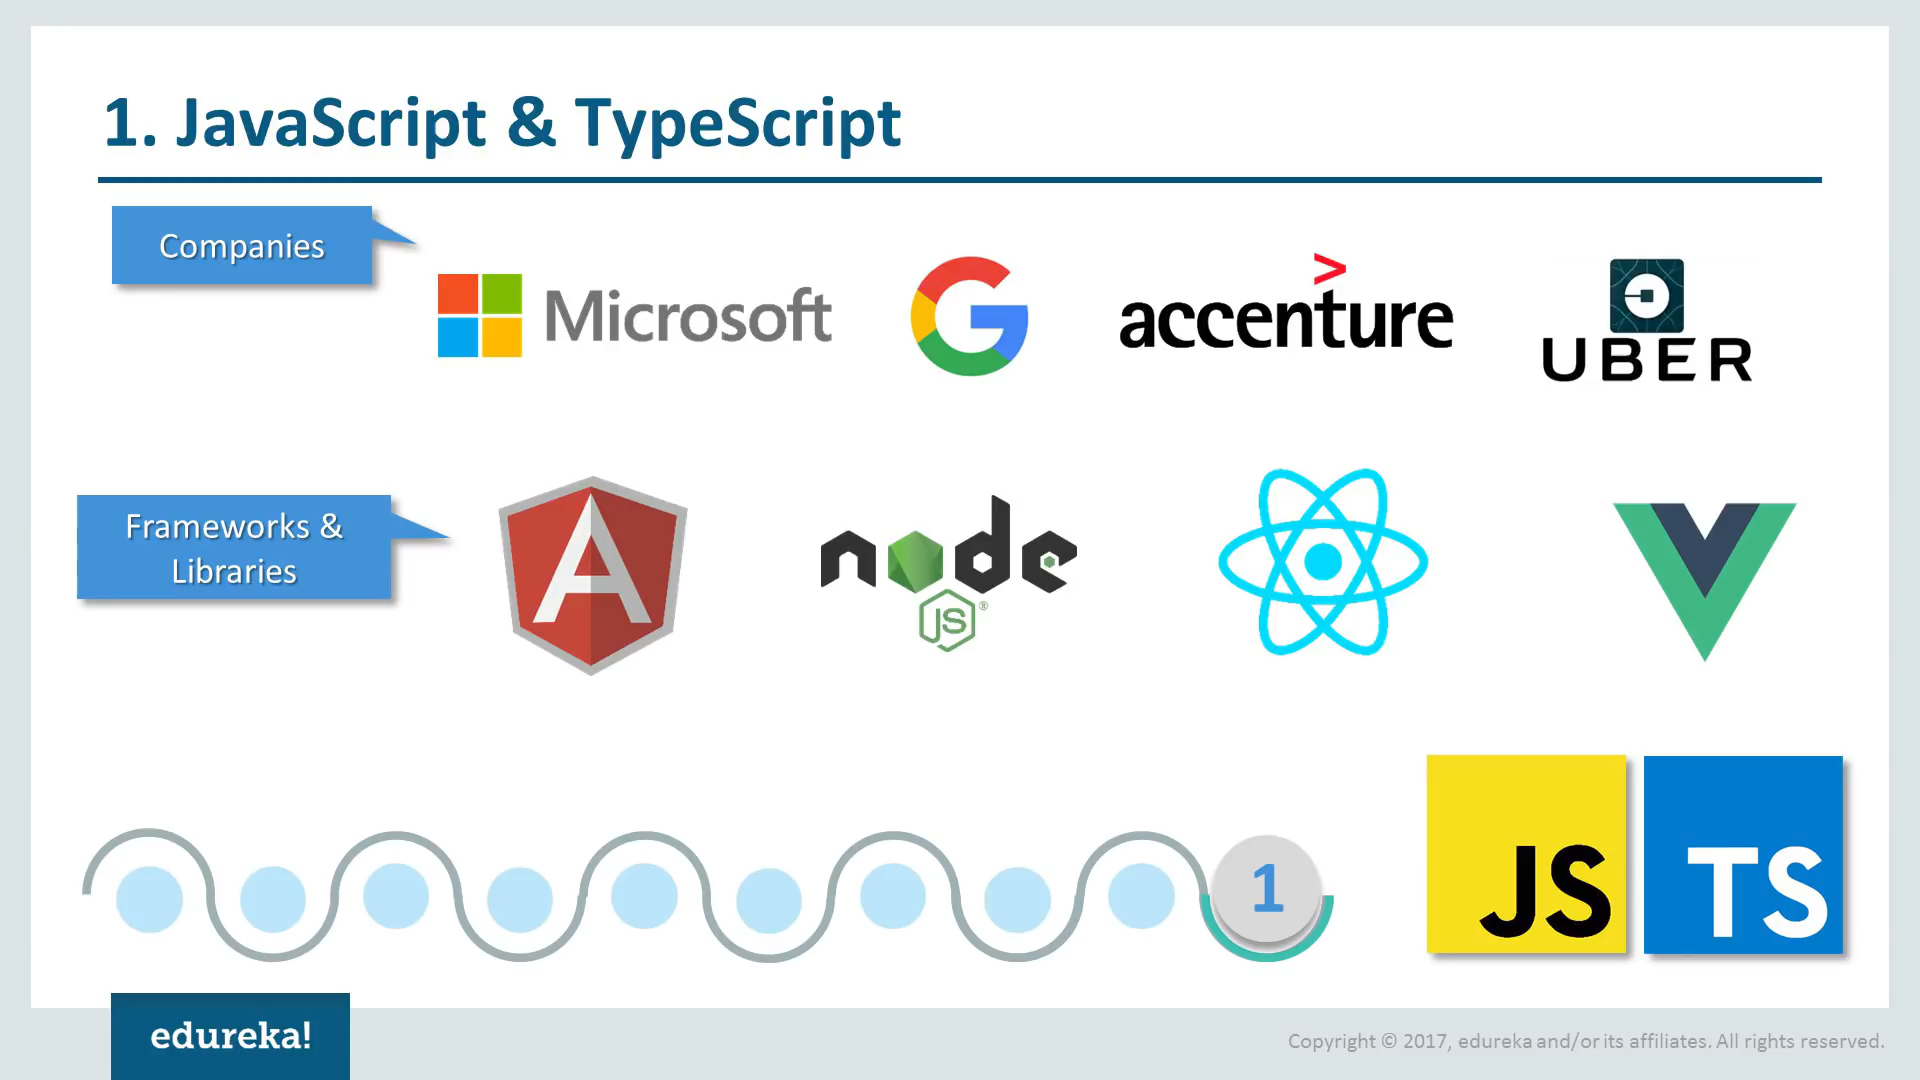 1. JavaScript & TypeScript
Companies
Microsoft
accenture
UBER
Frameworks &
Libraries
node
JS®
1
JS
TS
edureka!
Copyright © 2017, edureka and/or its affiliates. All rights reserved.